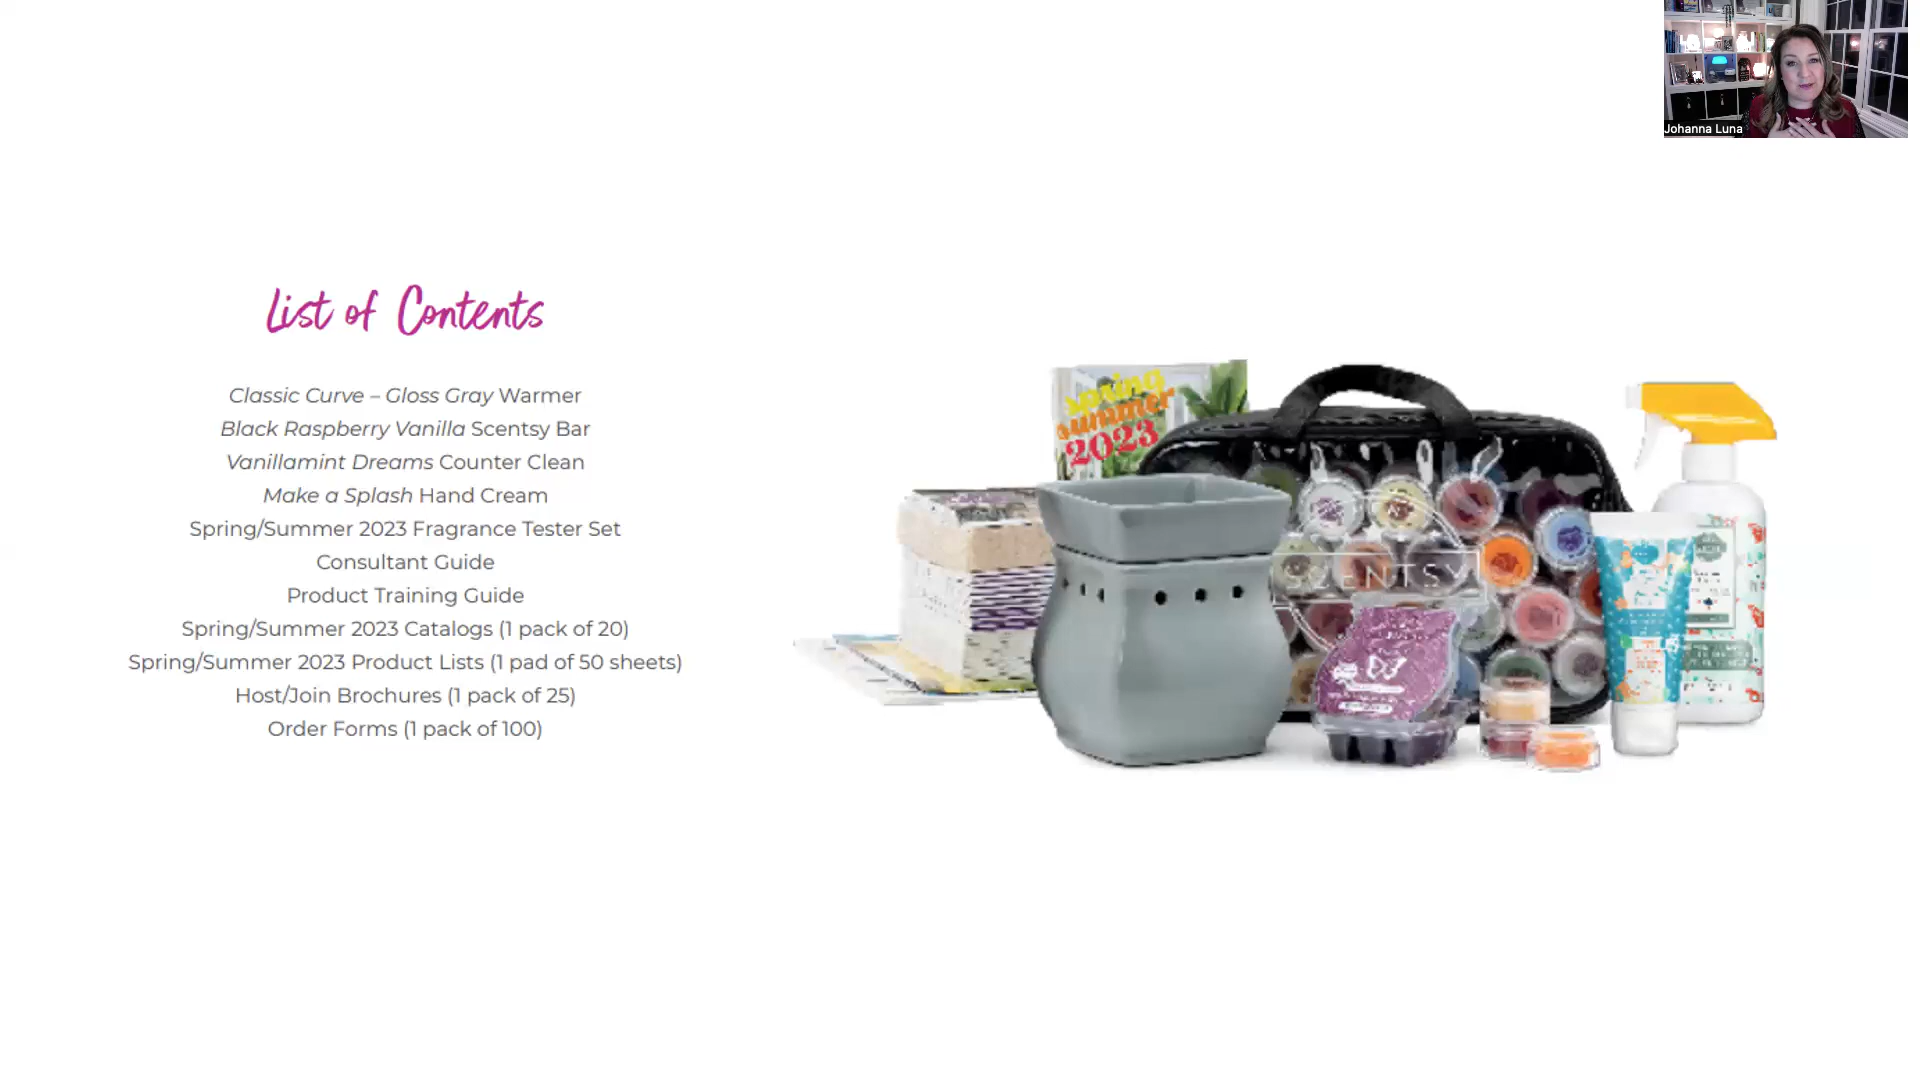 Johanna Luna
List of Contents
Classic Curve – Gloss Gray Warmer
Black Raspberry Vanilla Scentsy Bar
Vanillamint Dreams Counter Clean
Make a Splash Hand Cream
Spring/Summer 2023 Fragrance Tester Set
Consultant Guide
Product Training Guide
Spring/Summer 2023 Catalogs (1 pack of 20)
Spring/Summer 2023 Product Lists (1 pad of 50 sheets)
Host/Join Brochures (1 pack of 25)
Order Forms (1 pack of 100)
spring
summer
2023
SCENTSY